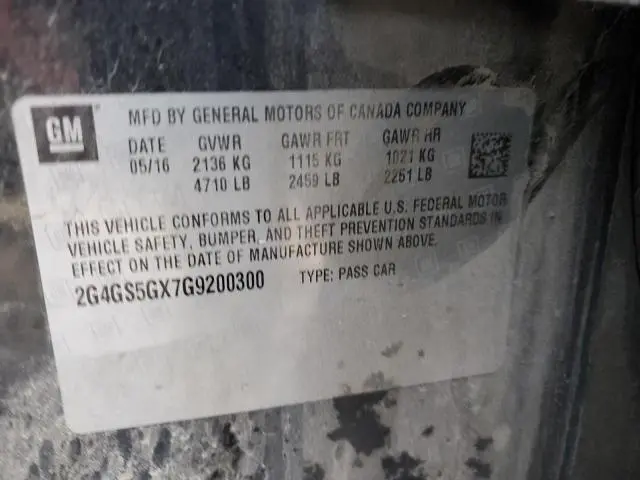 GM
MFD BY GENERAL MOTORS OF CANADA COMPANY
DATE GVWR GAWR FRT GAWR RR
05/16 2136 KG 1115 KG 1021 KG
4710 LB 2459 LB 2251 LB
THIS VEHICLE CONFORMS TO ALL APPLICABLE U.S. FEDERAL MOTOR
VEHICLE SAFETY, BUMPER, AND THEFT PREVENTION STANDARDS IN
EFFECT ON THE DATE OF MANUFACTURE SHOWN ABOVE.
2G4GS5GX7G9200300 TYPE: PASS CAR